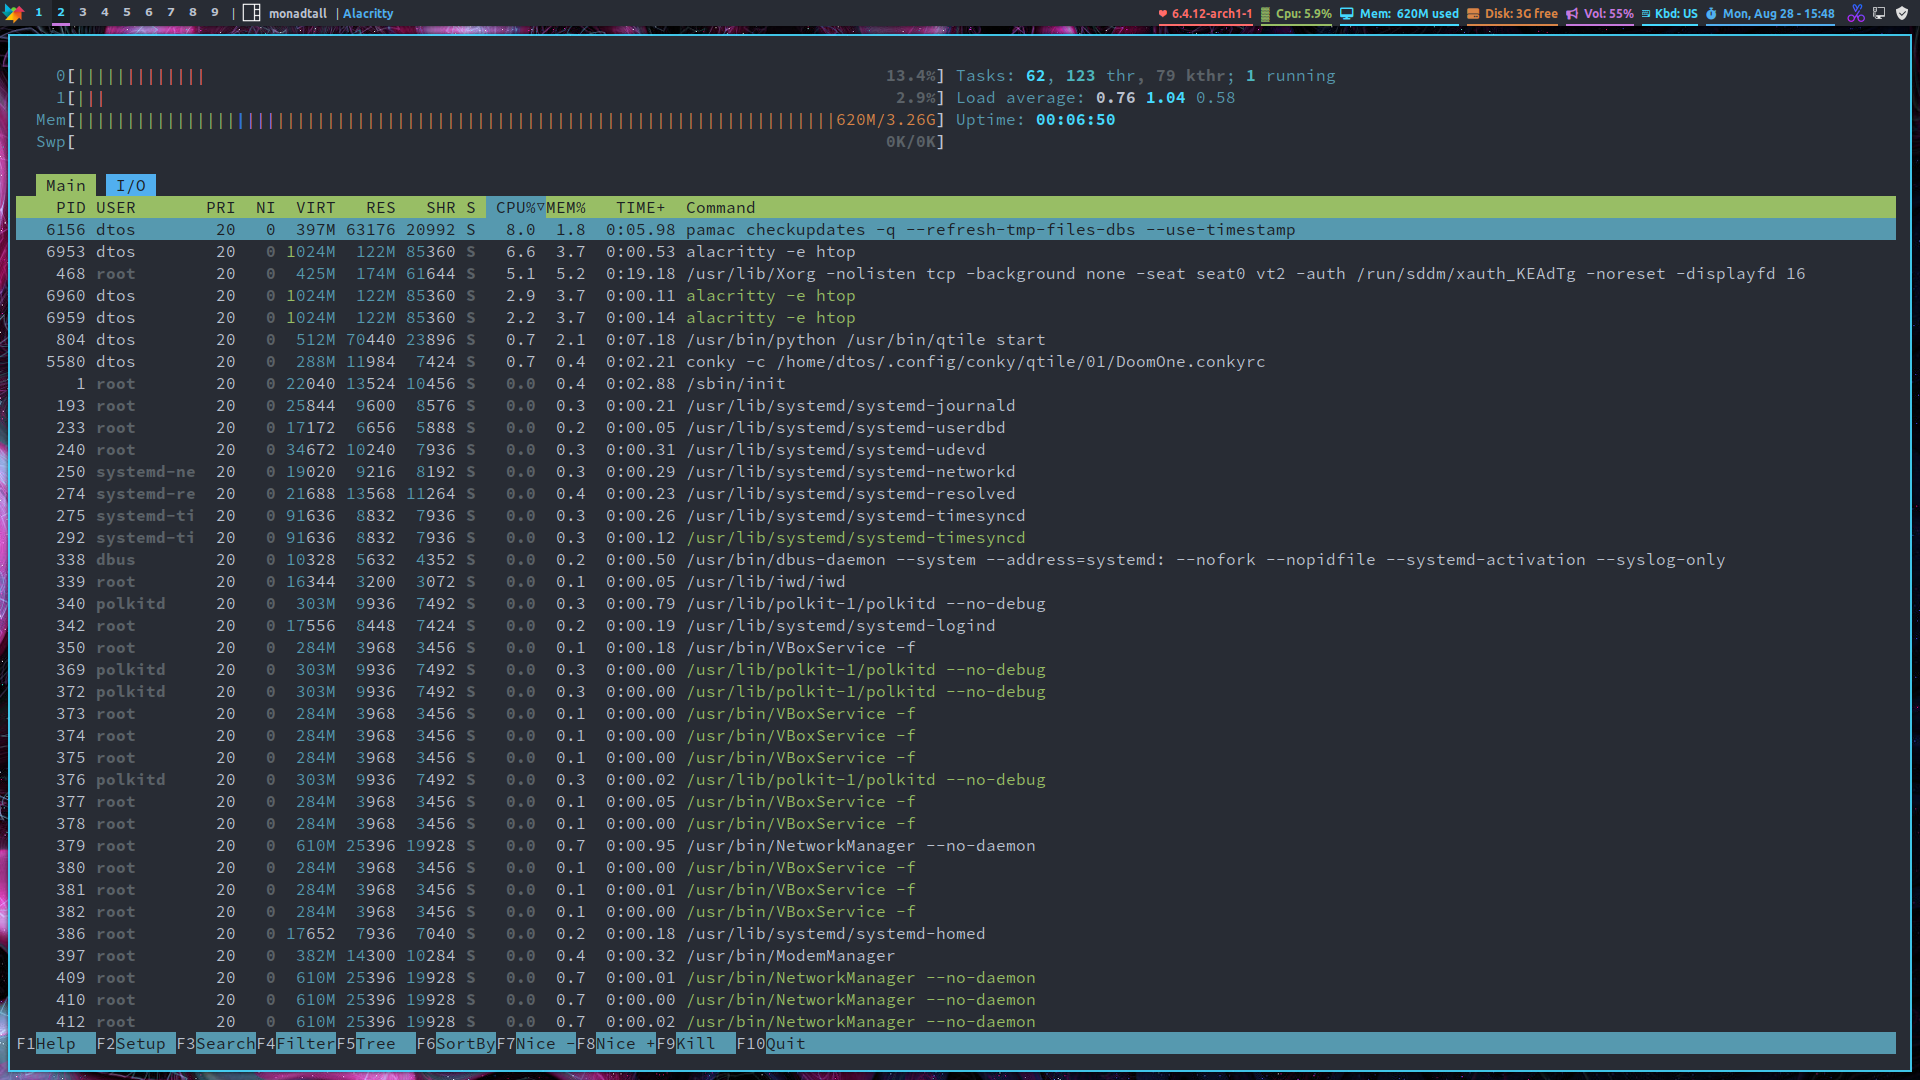 1 2 3 4 5 6 7 8 9 | monadtall | Alacritty 6.4.12-arch1-1 Cpu: 5.9% Mem: 620M used Disk: 3G free Vol: 55% Kbd: US Mon, Aug 28 - 15:48
0[||||||||||||| 13.4%] Tasks: 62, 123 thr, 79 kthr; 1 running
1[||| 2.9%] Load average: 0.76 1.04 0.58
Mem[||||||||||||||||||||||||||||||||||||||||||||||||||||||||||||||||||||||||||||620M/3.26G] Uptime: 00:06:50
Swp[ 0K/0K]
Main I/O
PID USER PRI NI VIRT RES SHR S CPU%▽MEM% TIME+ Command
6156 dtos 20 0 397M 63176 20992 S 8.0 1.8 0:05.98 pamac checkupdates -q --refresh-tmp-files-dbs --use-timestamp
6953 dtos 20 0 1024M 122M 85360 S 6.6 3.7 0:00.53 alacritty -e htop
468 root 20 0 425M 174M 61644 S 5.1 5.2 0:19.18 /usr/lib/Xorg -nolisten tcp -background none -seat seat0 vt2 -auth /run/sddm/xauth_KEAdTg -noreset -displayfd 16
6960 dtos 20 0 1024M 122M 85360 S 2.9 3.7 0:00.11 alacritty -e htop
6959 dtos 20 0 1024M 122M 85360 S 2.2 3.7 0:00.14 alacritty -e htop
804 dtos 20 0 512M 70440 23896 S 0.7 2.1 0:07.18 /usr/bin/python /usr/bin/qtile start
5580 dtos 20 0 288M 11984 7424 S 0.7 0.4 0:02.21 conky -c /home/dtos/.config/conky/qtile/01/DoomOne.conkyrc
1 root 20 0 22040 13524 10456 S 0.0 0.4 0:02.88 /sbin/init
193 root 20 0 25844 9600 8576 S 0.0 0.3 0:00.21 /usr/lib/systemd/systemd-journald
233 root 20 0 17172 6656 5888 S 0.0 0.2 0:00.05 /usr/lib/systemd/systemd-userdbd
240 root 20 0 34672 10240 7936 S 0.0 0.3 0:00.31 /usr/lib/systemd/systemd-udevd
250 systemd-ne 20 0 19020 9216 8192 S 0.0 0.3 0:00.29 /usr/lib/systemd/systemd-networkd
274 systemd-re 20 0 21688 13568 11264 S 0.0 0.4 0:00.23 /usr/lib/systemd/systemd-resolved
275 systemd-ti 20 0 91636 8832 7936 S 0.0 0.3 0:00.26 /usr/lib/systemd/systemd-timesyncd
292 systemd-ti 20 0 91636 8832 7936 S 0.0 0.3 0:00.12 /usr/lib/systemd/systemd-timesyncd
338 dbus 20 0 10328 5632 4352 S 0.0 0.2 0:00.50 /usr/bin/dbus-daemon --system --address=systemd: --nofork --nopidfile --systemd-activation --syslog-only
339 root 20 0 16344 3200 3072 S 0.0 0.1 0:00.05 /usr/lib/iwd/iwd
340 polkitd 20 0 303M 9936 7492 S 0.0 0.3 0:00.79 /usr/lib/polkit-1/polkitd --no-debug
342 root 20 0 17556 8448 7424 S 0.0 0.2 0:00.19 /usr/lib/systemd/systemd-logind
350 root 20 0 284M 3968 3456 S 0.0 0.1 0:00.18 /usr/bin/VBoxService -f
369 polkitd 20 0 303M 9936 7492 S 0.0 0.3 0:00.00 /usr/lib/polkit-1/polkitd --no-debug
372 polkitd 20 0 303M 9936 7492 S 0.0 0.3 0:00.00 /usr/lib/polkit-1/polkitd --no-debug
373 root 20 0 284M 3968 3456 S 0.0 0.1 0:00.00 /usr/bin/VBoxService -f
374 root 20 0 284M 3968 3456 S 0.0 0.1 0:00.00 /usr/bin/VBoxService -f
375 root 20 0 284M 3968 3456 S 0.0 0.1 0:00.00 /usr/bin/VBoxService -f
376 polkitd 20 0 303M 9936 7492 S 0.0 0.3 0:00.02 /usr/lib/polkit-1/polkitd --no-debug
377 root 20 0 284M 3968 3456 S 0.0 0.1 0:00.05 /usr/bin/VBoxService -f
378 root 20 0 284M 3968 3456 S 0.0 0.1 0:00.00 /usr/bin/VBoxService -f
379 root 20 0 610M 25396 19928 S 0.0 0.7 0:00.95 /usr/bin/NetworkManager --no-daemon
380 root 20 0 284M 3968 3456 S 0.0 0.1 0:00.00 /usr/bin/VBoxService -f
381 root 20 0 284M 3968 3456 S 0.0 0.1 0:00.01 /usr/bin/VBoxService -f
382 root 20 0 284M 3968 3456 S 0.0 0.1 0:00.00 /usr/bin/VBoxService -f
386 root 20 0 17652 7936 7040 S 0.0 0.2 0:00.18 /usr/lib/systemd/systemd-homed
397 root 20 0 382M 14300 10284 S 0.0 0.4 0:00.32 /usr/bin/ModemManager
409 root 20 0 610M 25396 19928 S 0.0 0.7 0:00.01 /usr/bin/NetworkManager --no-daemon
410 root 20 0 610M 25396 19928 S 0.0 0.7 0:00.00 /usr/bin/NetworkManager --no-daemon
412 root 20 0 610M 25396 19928 S 0.0 0.7 0:00.02 /usr/bin/NetworkManager --no-daemon
F1Help F2Setup F3SearchF4FilterF5Tree F6SortByF7Nice -F8Nice +F9Kill F10Quit